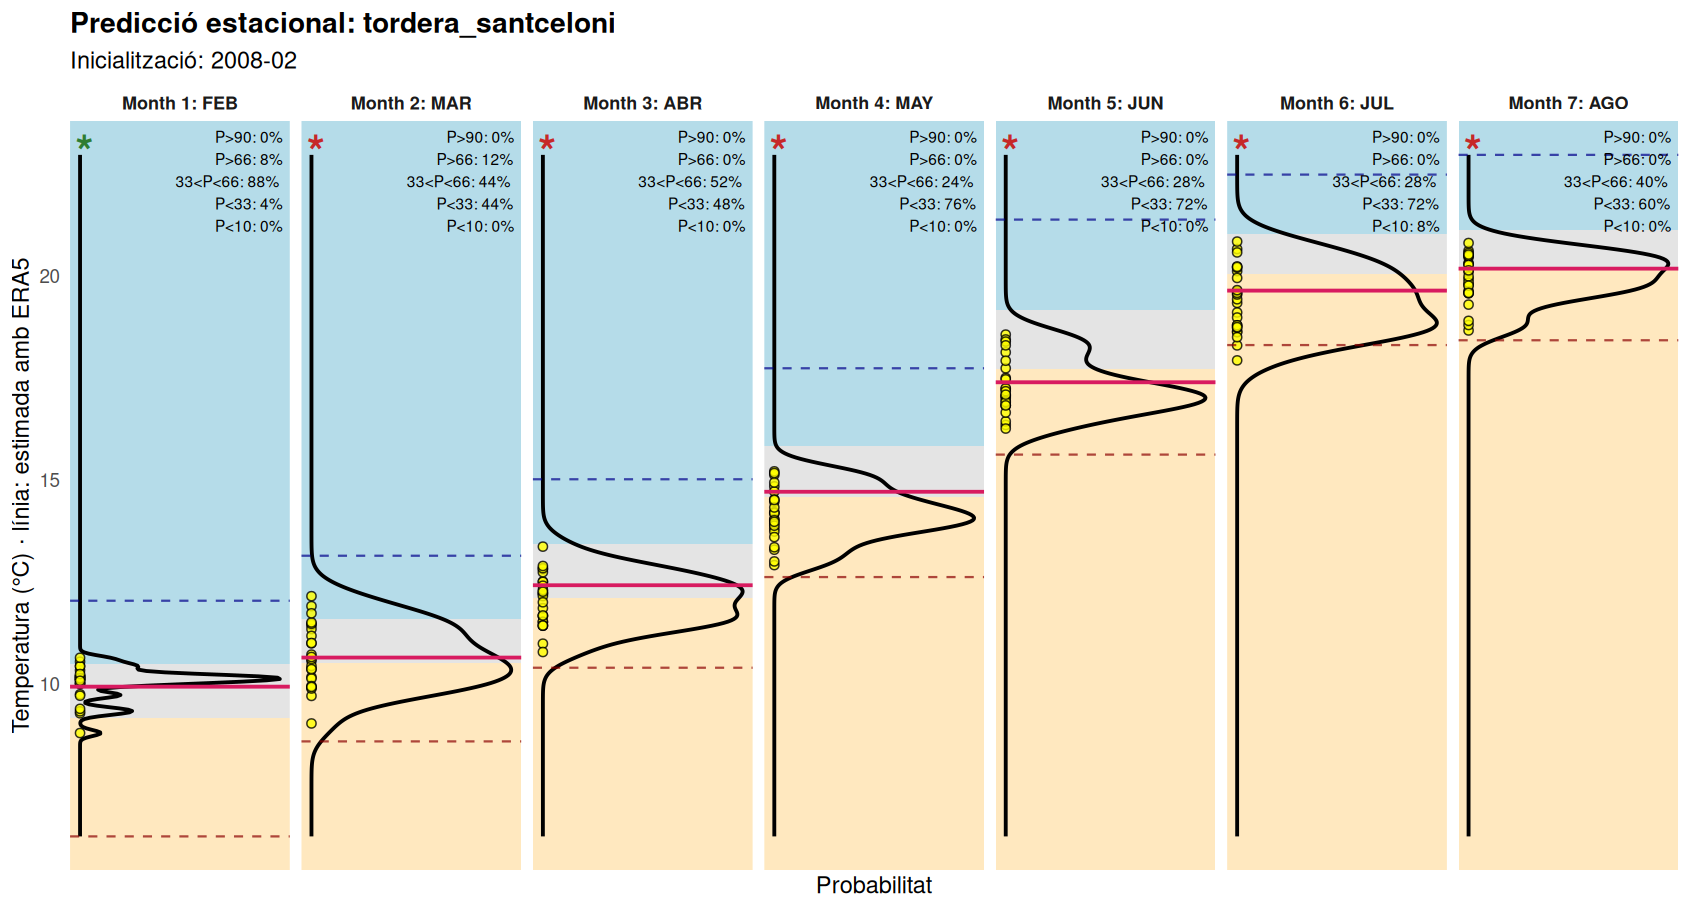 Predicció estacional: tordera_santceloni
Inicialització: 2008-02
Month 1: FEB
Month 2: MAR
Month 3: ABR
Month 4: MAY
Month 5: JUN
Month 6: JUL
Month 7: AGO
*
P>90: 0%
P>66: 8%
33<P<66: 88%
P<33: 4%
P<10: 0%
*
P>90: 0%
P>66: 12%
33<P<66: 44%
P<33: 44%
P<10: 0%
*
P>90: 0%
P>66: 0%
33<P<66: 52%
P<33: 48%
P<10: 0%
*
P>90: 0%
P>66: 0%
33<P<66: 24%
P<33: 76%
P<10: 0%
*
P>90: 0%
P>66: 0%
33<P<66: 28%
P<33: 72%
P<10: 0%
*
P>90: 0%
P>66: 0%
33<P<66: 28%
P<33: 72%
P<10: 8%
*
P>90: 0%
P>66: 0%
33<P<66: 40%
P<33: 60%
P<10: 0%
20
15
10
Temperatura (°C) · línia: estimada amb ERA5
Probabilitat